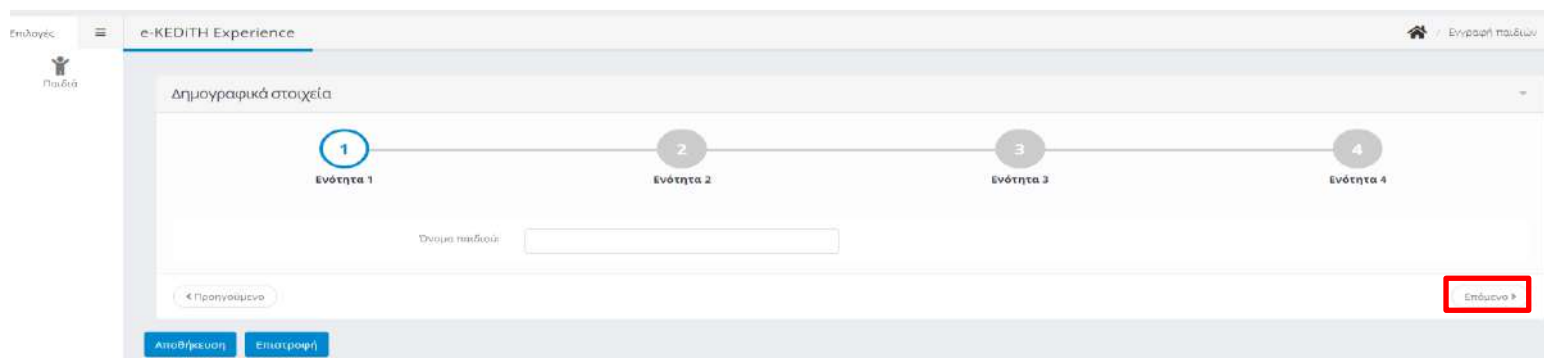 Επιλογές
e-KEDiTH Experience
/ Εγγραφή παιδιών
Παιδιά
Δημογραφικά στοιχεία
1
2
3
4
Ενότητα 1
Ενότητα 2
Ενότητα 3
Ενότητα 4
Όνομα παιδιού:
Προηγούμενο
Επόμενο
Αποθήκευση
Επιστροφή